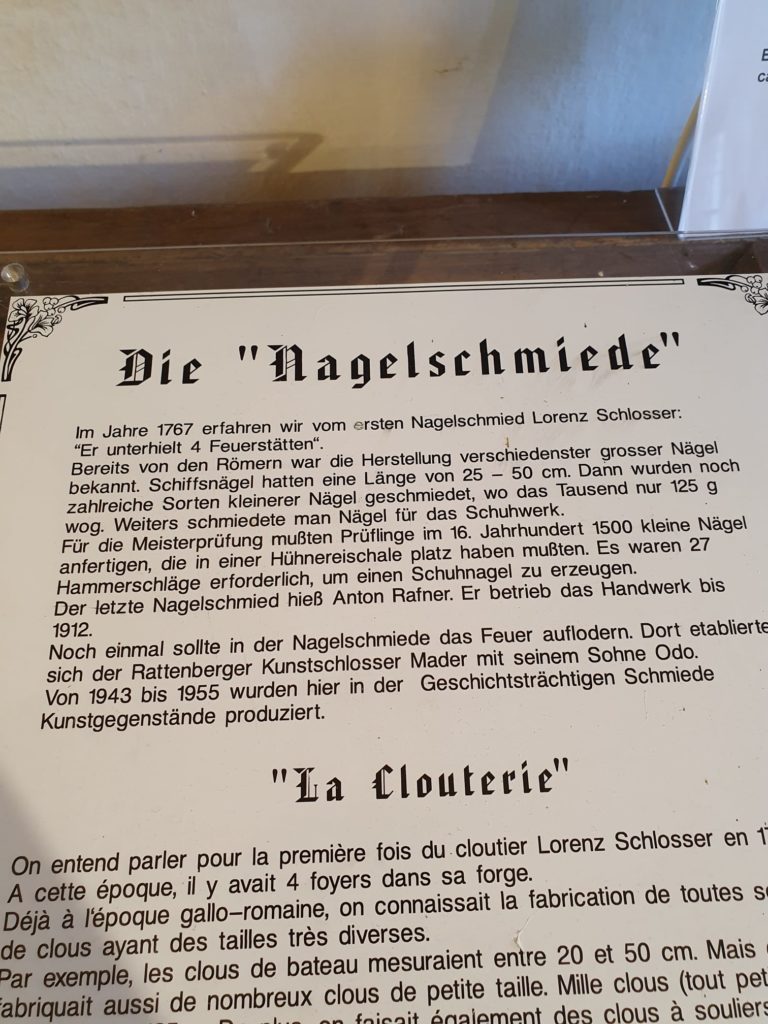 Die "Nagelschmiede"
Im Jahre 1767 erfahren wir vom ersten Nagelschmied Lorenz Schlosser:
“Er unterhielt 4 Feuerstätten“.
Bereits von den Römern war die Herstellung verschiedenster grosser Nägel
bekannt. Schiffsnägel hatten eine Länge von 25 – 50 cm. Dann wurden noch
zahlreiche Sorten kleinerer Nägel geschmiedet, wo das Tausend nur 125 g
wog. Weiters schmiedete man Nägel für das Schuhwerk.
Für die Meisterprüfung mußten Prüflinge im 16. Jahrhundert 1500 kleine Nägel
anfertigen, die in einer Hühnereischale platz haben mußten. Es waren 27
Hammerschläge erforderlich, um einen Schuhnagel zu erzeugen.
Der letzte Nagelschmied hieß Anton Rafner. Er betrieb das Handwerk bis
1912.
Noch einmal sollte in der Nagelschmiede das Feuer auflodern. Dort etablierte
sich der Rattenberger Kunstschlosser Mader mit seinem Sohne Odo.
Von 1943 bis 1955 wurden hier in der Geschichtsträchtigen Schmiede
Kunstgegenstände produziert.
"La Clouterie"
On entend parler pour la première fois du cloutier Lorenz Schlosser en
A cette époque, il y avait 4 foyers dans sa forge.
Déjà à l‘époque gallo–romaine, on connaissait la fabrication de toutes
de clous ayant des tailles très diverses.
Par exemple, les clous de bateau mesuraient entre 20 et 50 cm. Mais
fabriquait aussi de nombreux clous de petite taille. Mille clous (tout
on faisait également des clous à souliers